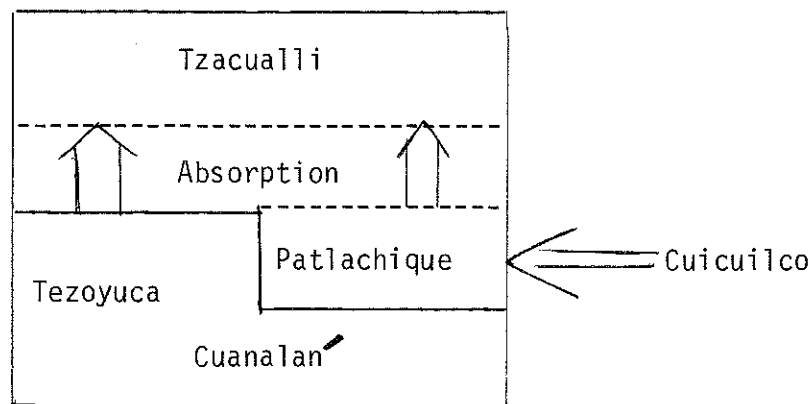 Tzacualli
Absorption
Patlachique
Cuicuilco
Tezoyuca
Cuanalan